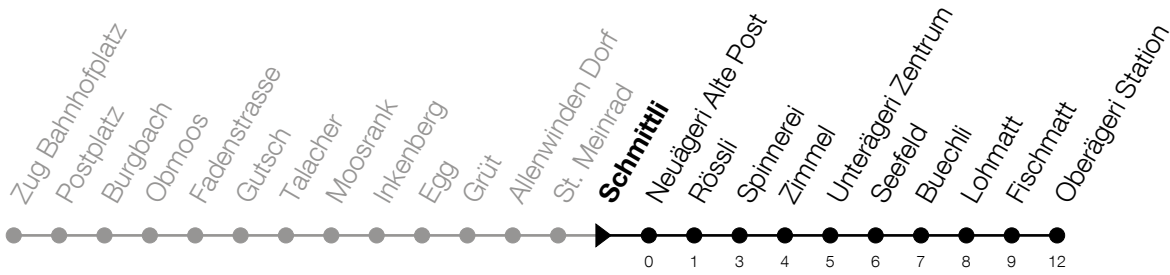 Zug Bahnhofplatz
Postplatz
Burgbach
Obmoos
Fadenstrasse
Gutsch
Talacher
Moosrank
Inkenberg
Egg
Grüt
Allenwinden Dorf
St. Meinrad
Schmittli
Neuägeri Alte Post
Rössli
Spinnerei
Zimmel
Unterägeri Zentrum
Seefeld
Buechli
Lohmatt
Fischmatt
Oberägeri Station
0 1 3 4 5 6 7 8 9 12